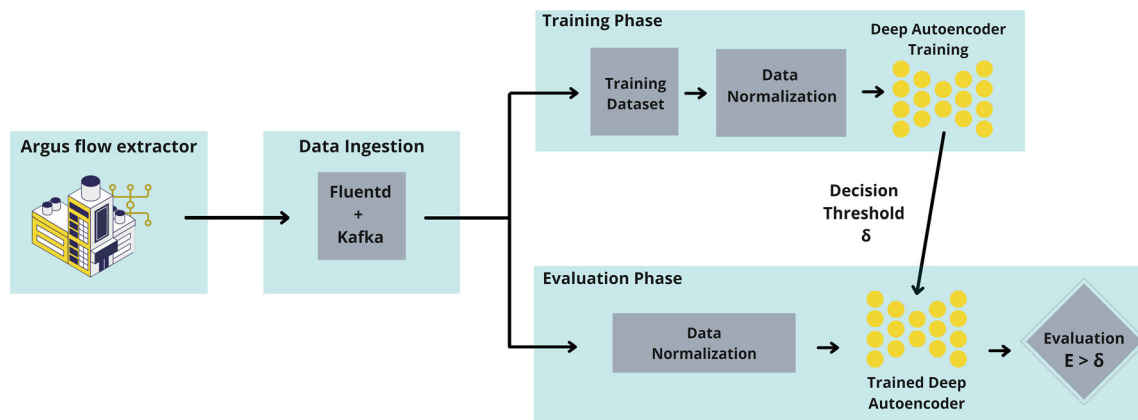 Argus flow extractor
Data Ingestion
Fluentd
+
Kafka
Training Phase
Training
Dataset
Data
Normalization
Deep Autoencoder
Training
Decision
Threshold
δ
Evaluation Phase
Data
Normalization
Trained Deep
Autoencoder
Evaluation
E > δ